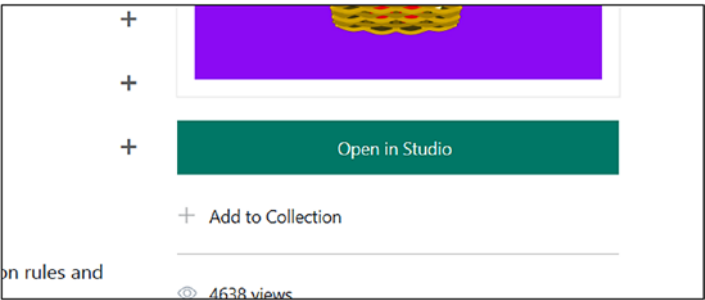 Open in Studio
Add to Collection
on rules and
4638 views